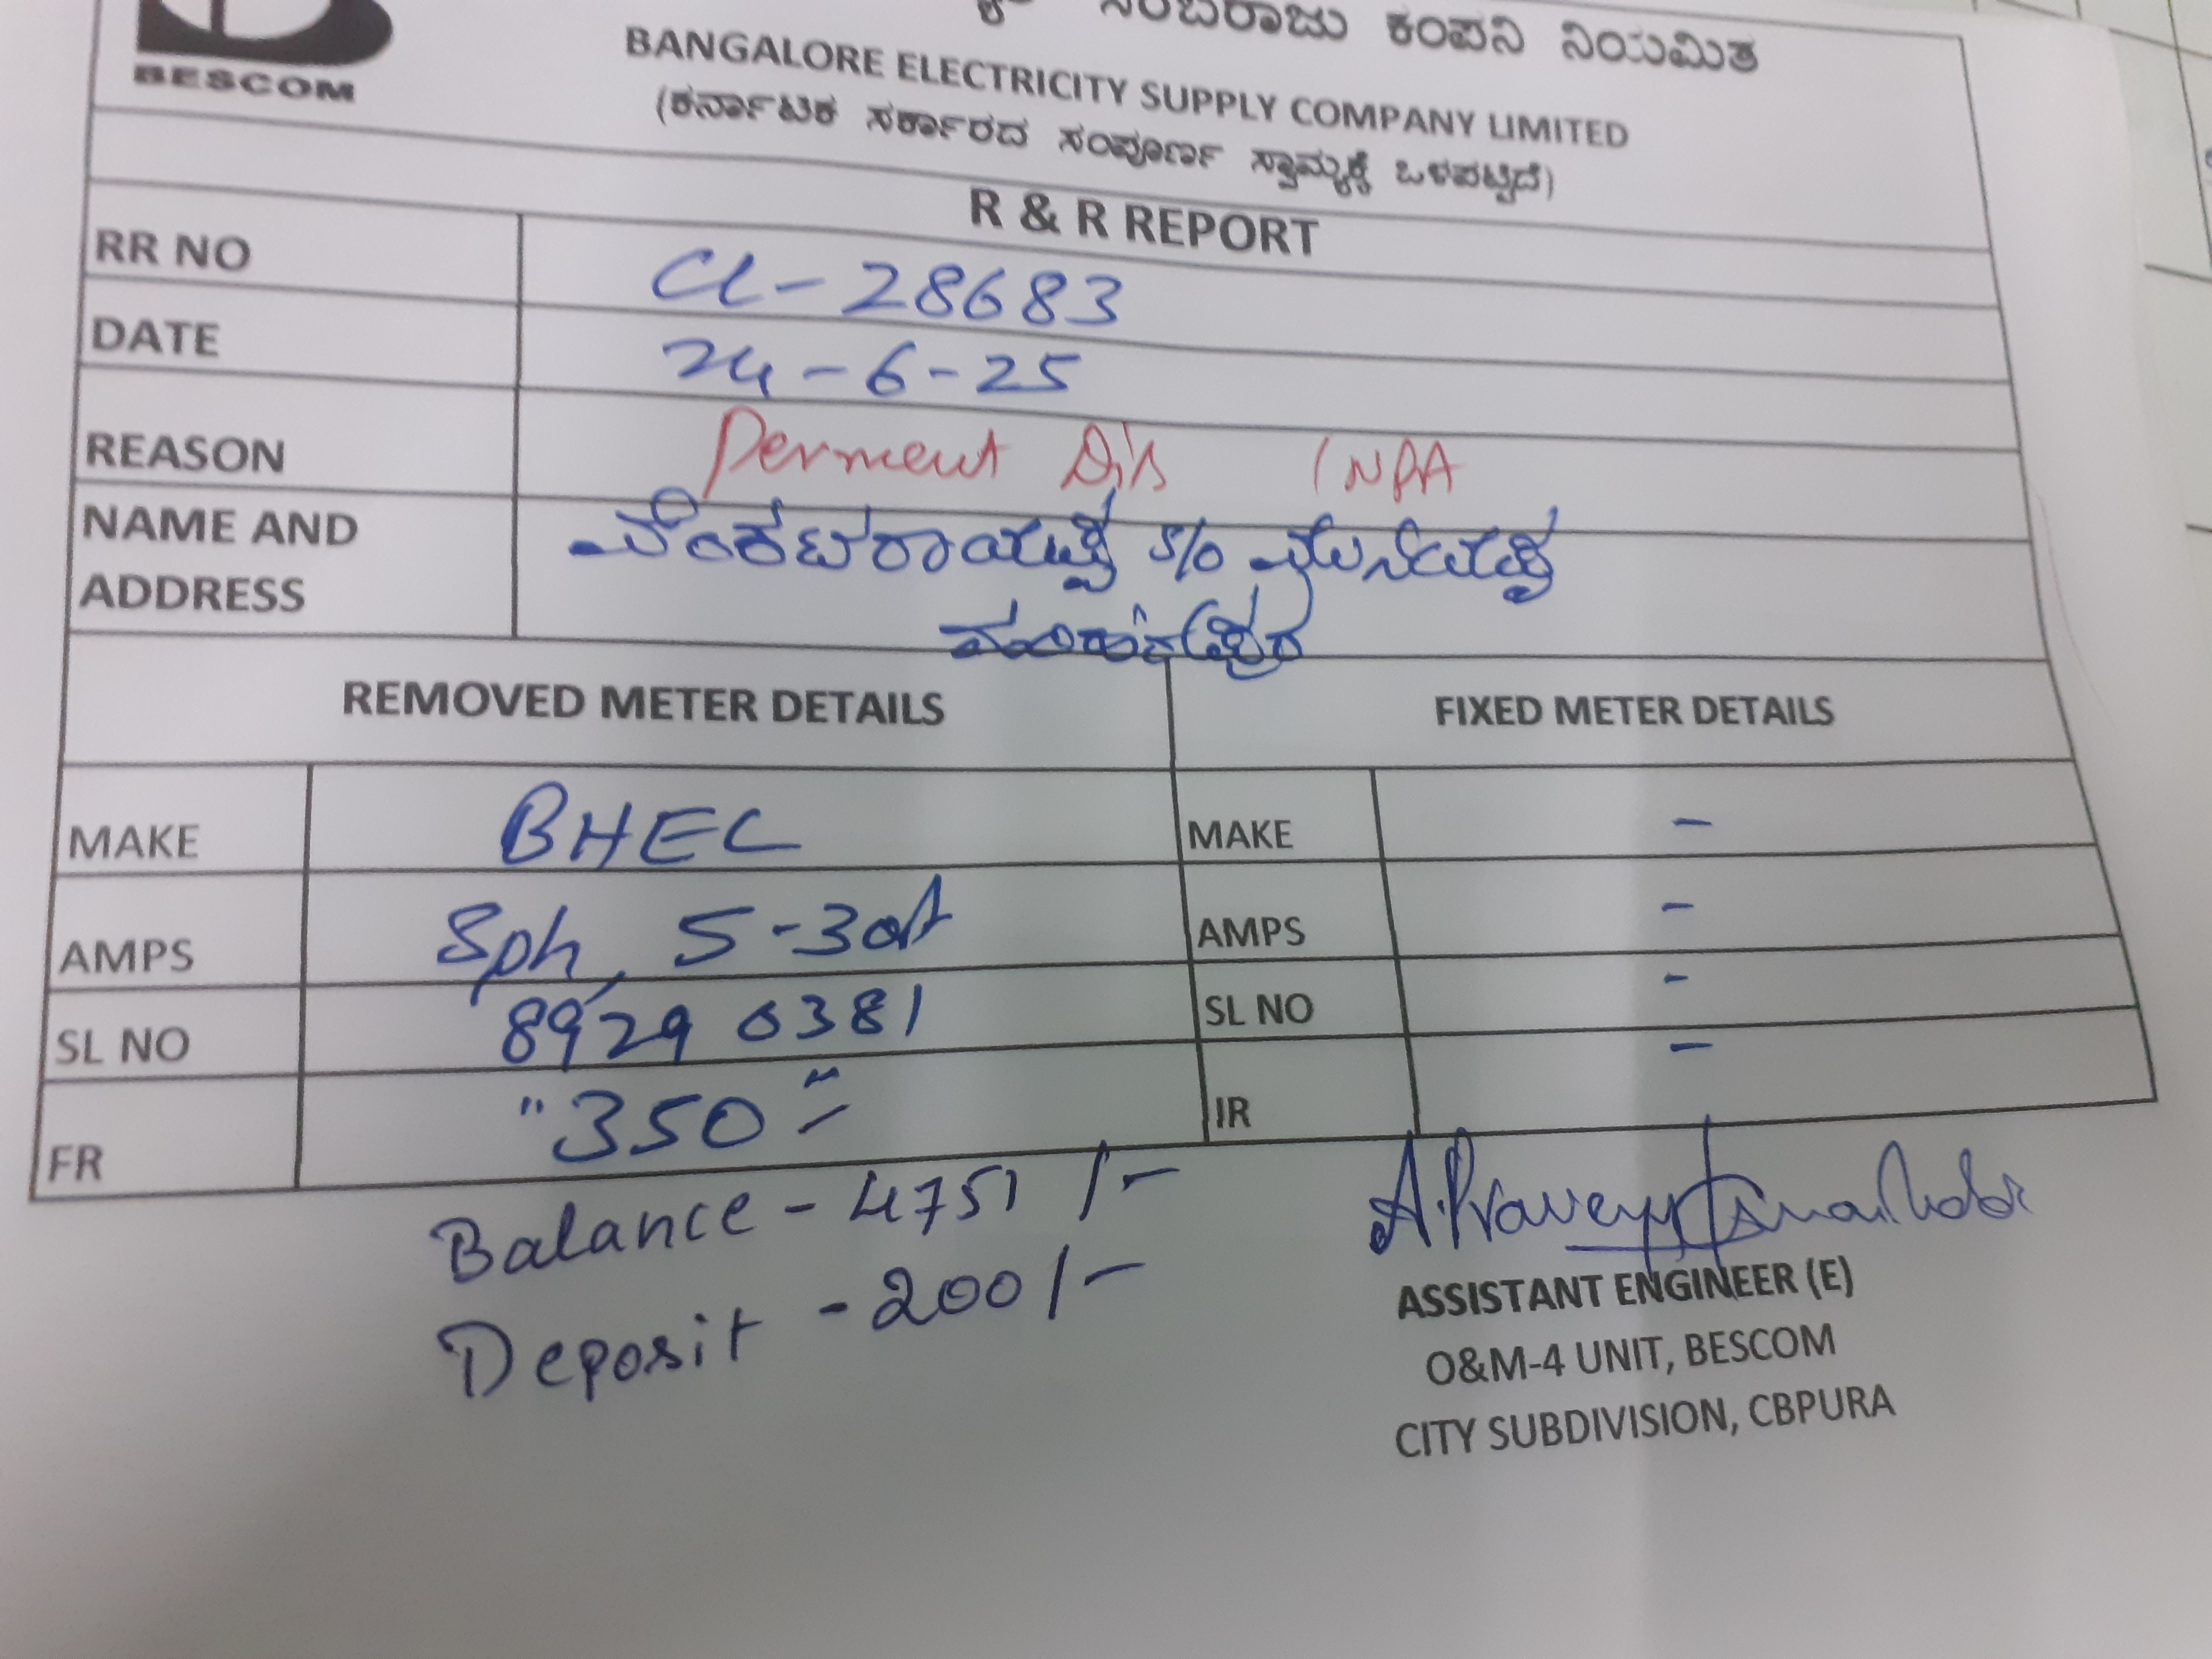 BESCOM
ಸರಬರಾಜು ಕಂಪನಿ ನಿಯಮಿತ
BANGALORE ELECTRICITY SUPPLY COMPANY LIMITED
(ಕರ್ನಾಟಕ ಸರ್ಕಾರದ ಸಂಪೂರ್ಣ ಸ್ವಾಮ್ಯಕ್ಕೆ ಒಳಪಟ್ಟಿದೆ)
R & R REPORT
RR NO CL-28683
DATE 24-6-25
REASON Perment Dis
NAME AND ವೆಂಕಟರಾಯಪ್ಪ S/o ಮುನಿಯಪ್ಪ
ADDRESS
REMOVED METER DETAILS FIXED METER DETAILS
MAKE BHEL MAKE -
AMPS Sph, 5-30A AMPS -
SL NO 89290381 SL NO -
FR "350" IR -
Balance - 4751 /-
Deposit - 200 /-
ASSISTANT ENGINEER (E)
O&M-4 UNIT, BESCOM
CITY SUBDIVISION, CBPURA